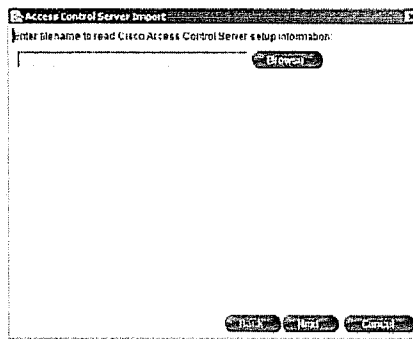 Access Control Server Import
Enter filename to read Cisco Access Control Server setup information:
Browse
Back Next Cancel